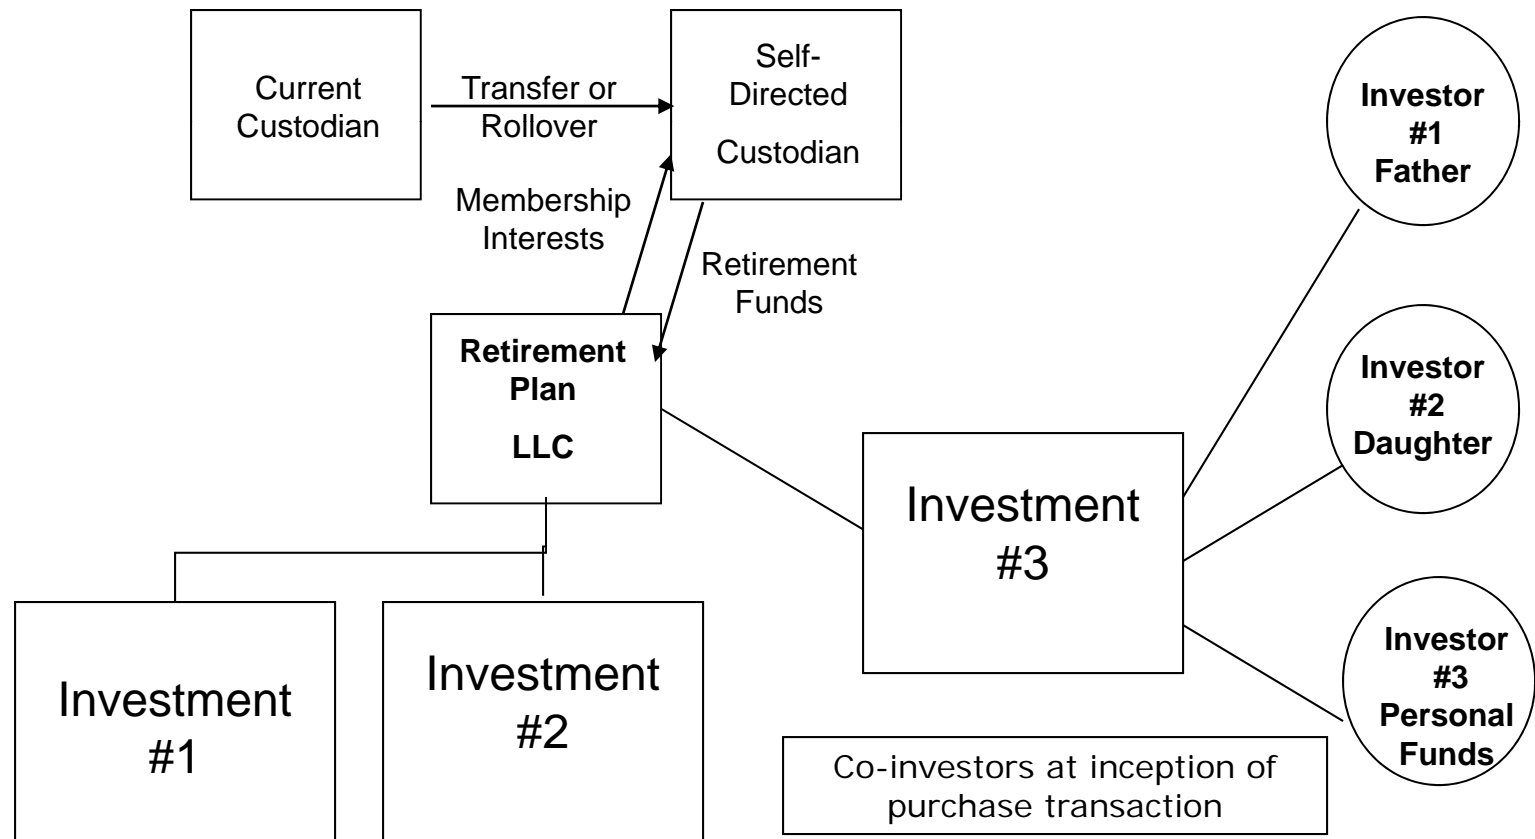 Current
Custodian
Transfer or
Rollover
Self-
Directed
Custodian
Membership
Interests
Retirement
Funds
Retirement
Plan
LLC
Investment
#1
Investment
#2
Investment
#3
Investor
#1
Father
Investor
#2
Daughter
Investor
#3
Personal
Funds
Co-investors at inception of
purchase transaction